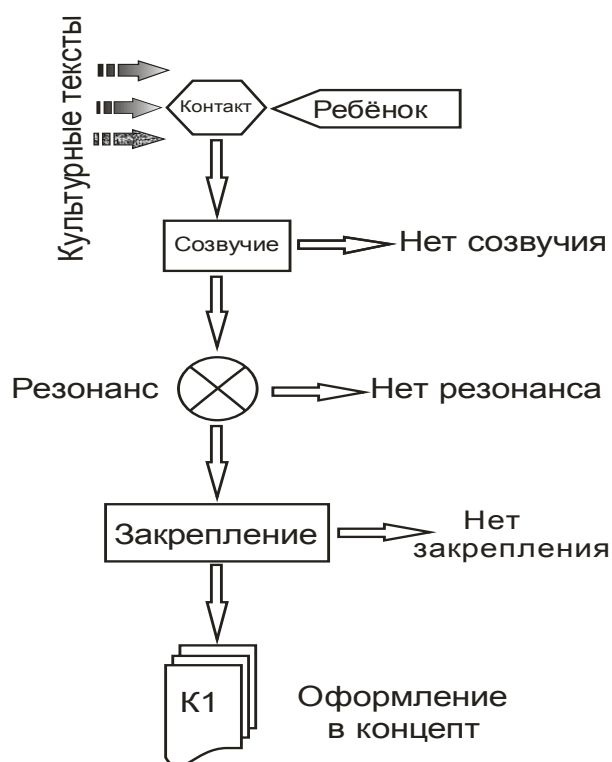 Культурные тексты
Контакт
Ребёнок
Созвучие
Нет созвучия
Резонанс
Нет резонанса
Закрепление
Нет
закрепления
К1
Оформление
в концепт